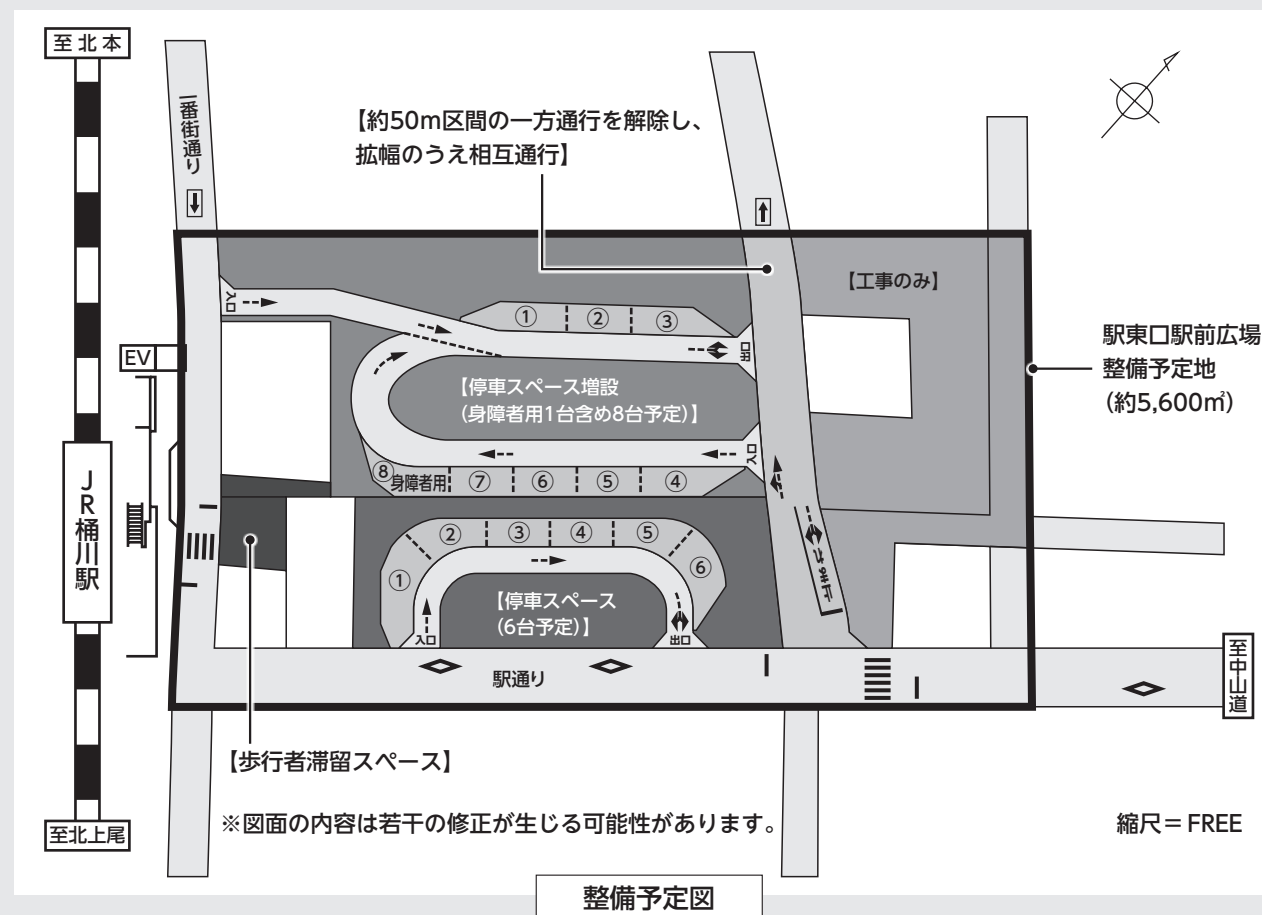 至北本
一番街通り
【約50m区間の一方通行を解除し、
拡幅のうえ相互通行】
【工事のみ】
入口
①
②
③
出口
EV
【停車スペース増設
(身障者用1台含め8台予定)】
駅東口駅前広場
整備予定地
(約5,600㎡)
入口
⑧
身障者用
⑦
⑥
⑤
④
JR桶川駅
①
②
③
④
⑤
⑥
【停車スペース
(6台予定)】
入口
出口
駅通り
至中山道
【歩行者滞留スペース】
※図面の内容は若干の修正が生じる可能性があります。
縮尺=FREE
至北上尾
整備予定図